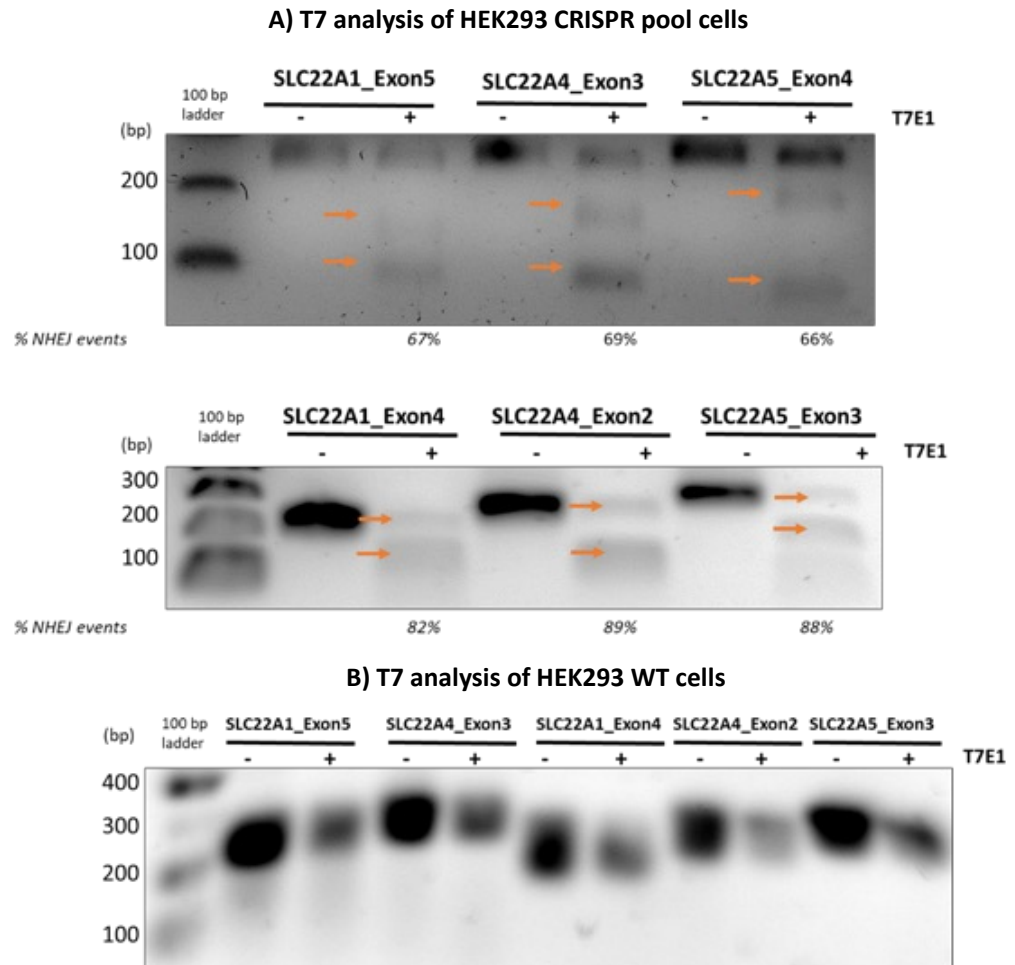 A) T7 analysis of HEK293 CRISPR pool cells
SLC22A1_Exon5 SLC22A4_Exon3 SLC22A5_Exon4
100 bp
ladder
- + - + - + T7E1
(bp)
200
100
% NHEJ events 67% 69% 66%
100 bp
ladder
SLC22A1_Exon4 SLC22A4_Exon2 SLC22A5_Exon3
(bp)
- + - + - + T7E1
300
200
100
% NHEJ events 82% 89% 88%
B) T7 analysis of HEK293 WT cells
100 bp
ladder
SLC22A1_Exon5 SLC22A4_Exon3 SLC22A1_Exon4 SLC22A4_Exon2 SLC22A5_Exon3
(bp)
- + - + - + - + - + T7E1
400
300
200
100